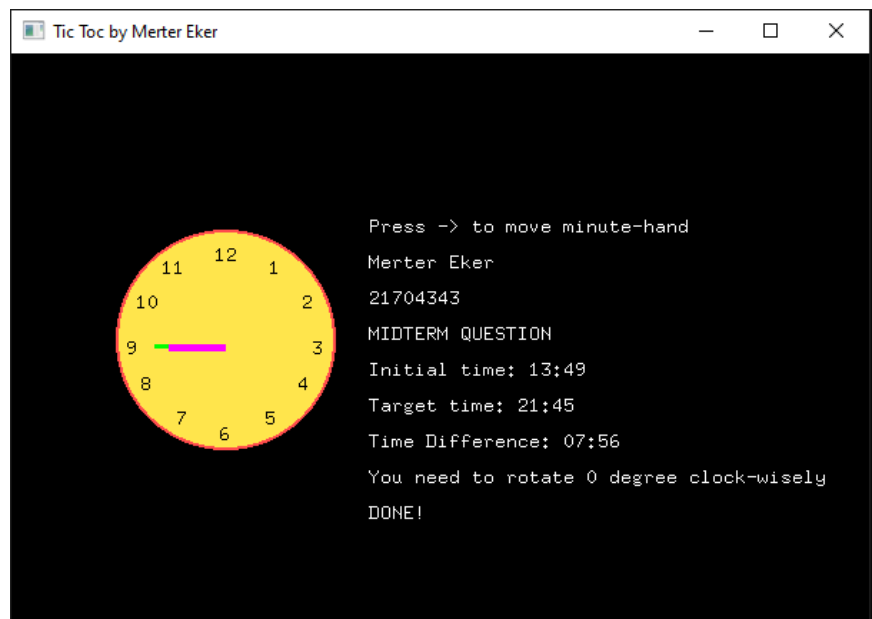 Tic Toc by Merter Eker
12
11
1
10
2
9
3
8
4
7
5
6
Press -> to move minute-hand
Merter Eker
21704343
MIDTERM QUESTION
Initial time: 13:49
Target time: 21:45
Time Difference: 07:56
You need to rotate 0 degree clock-wisely
DONE!